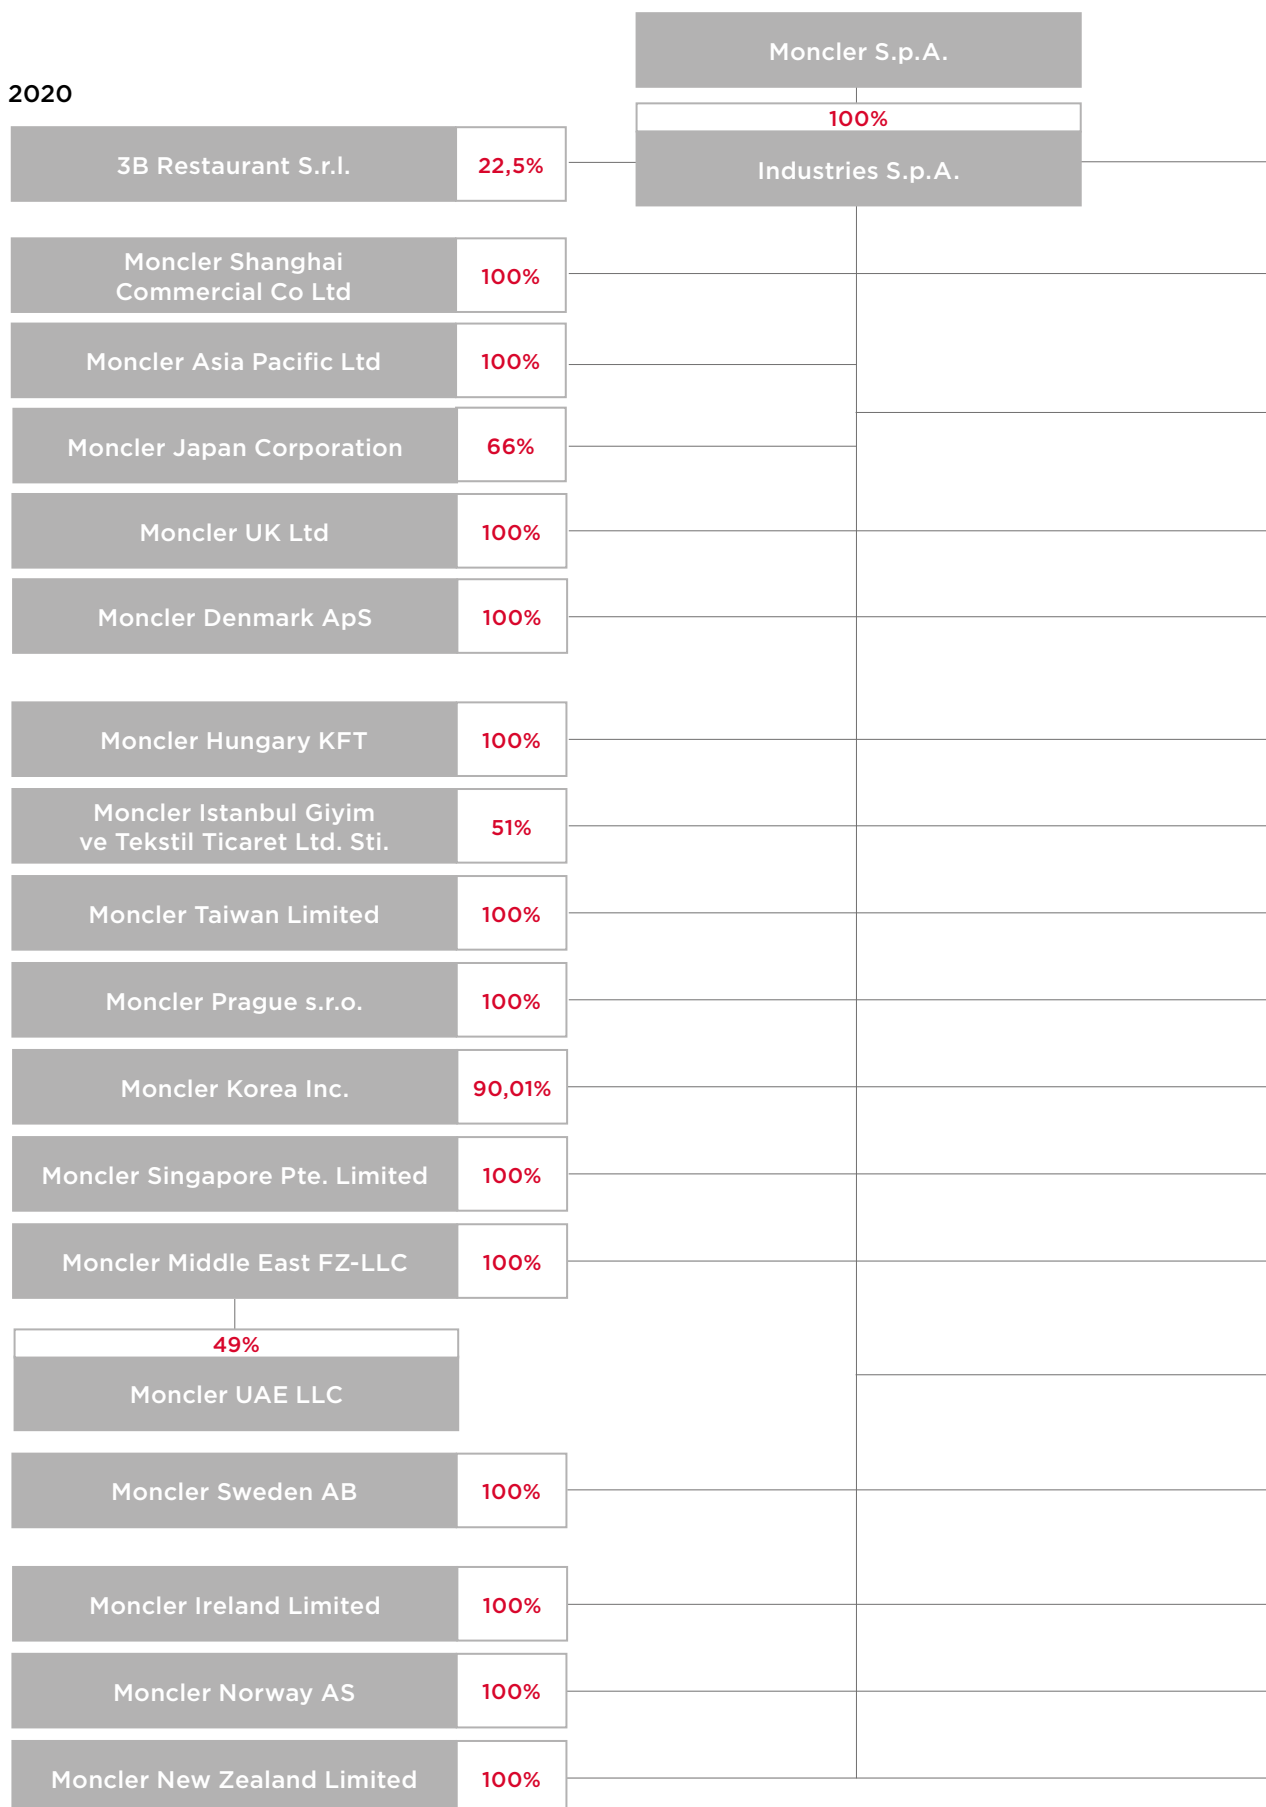 Moncler S.p.A.
2020
100%
3B Restaurant S.r.l.
22,5%
Industries S.p.A.
Moncler Shanghai
Commercial Co Ltd
100%
Moncler Asia Pacific Ltd
100%
Moncler Japan Corporation
66%
Moncler UK Ltd
100%
Moncler Denmark ApS
100%
Moncler Hungary KFT
100%
Moncler Istanbul Giyim
ve Tekstil Ticaret Ltd. Sti.
51%
Moncler Taiwan Limited
100%
Moncler Prague s.r.o.
100%
Moncler Korea Inc.
90,01%
Moncler Singapore Pte. Limited
100%
Moncler Middle East FZ-LLC
100%
49%
Moncler UAE LLC
Moncler Sweden AB
100%
Moncler Ireland Limited
100%
Moncler Norway AS
100%
Moncler New Zealand Limited
100%